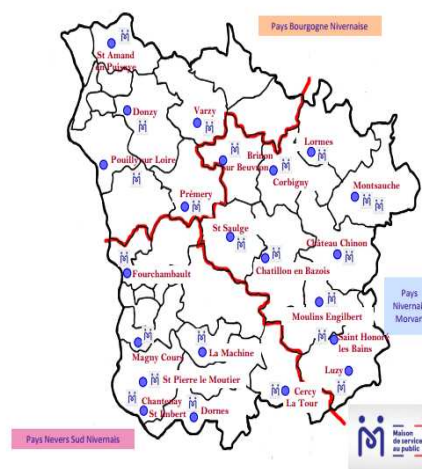 Pays Bourgogne Nivernaise
St Amand
en Puisaye
Donzy
Varzy
Lormes
Pouilly sur Loire
Brinon
sur Beuvron
Corbigny
Montsauche
Prémery
St Saulge
Château Chinon
Fourchambault
Chatillon en Bazois
Pays
Nivernais
Morvan
Moulins Engilbert
Magny Cours
La Machine
Saint Honoré
les Bains
St Pierre le Moutier
Luzy
Chantenay
St Imbert
Dornes
Cercy
La Tour
Pays Nevers Sud Nivernais
Maison
de service
au public